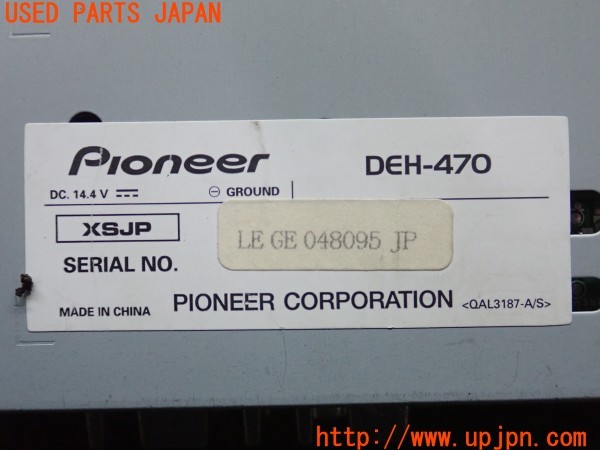 USED PARTS JAPAN
Pioneer DEH-470
DC. 14.4 V ⎓ ⊖ GROUND
XSJP
LE GE 048095 JP
SERIAL NO.
MADE IN CHINA PIONEER CORPORATION <QAL3187-A/S>
http://www.upjpn.com